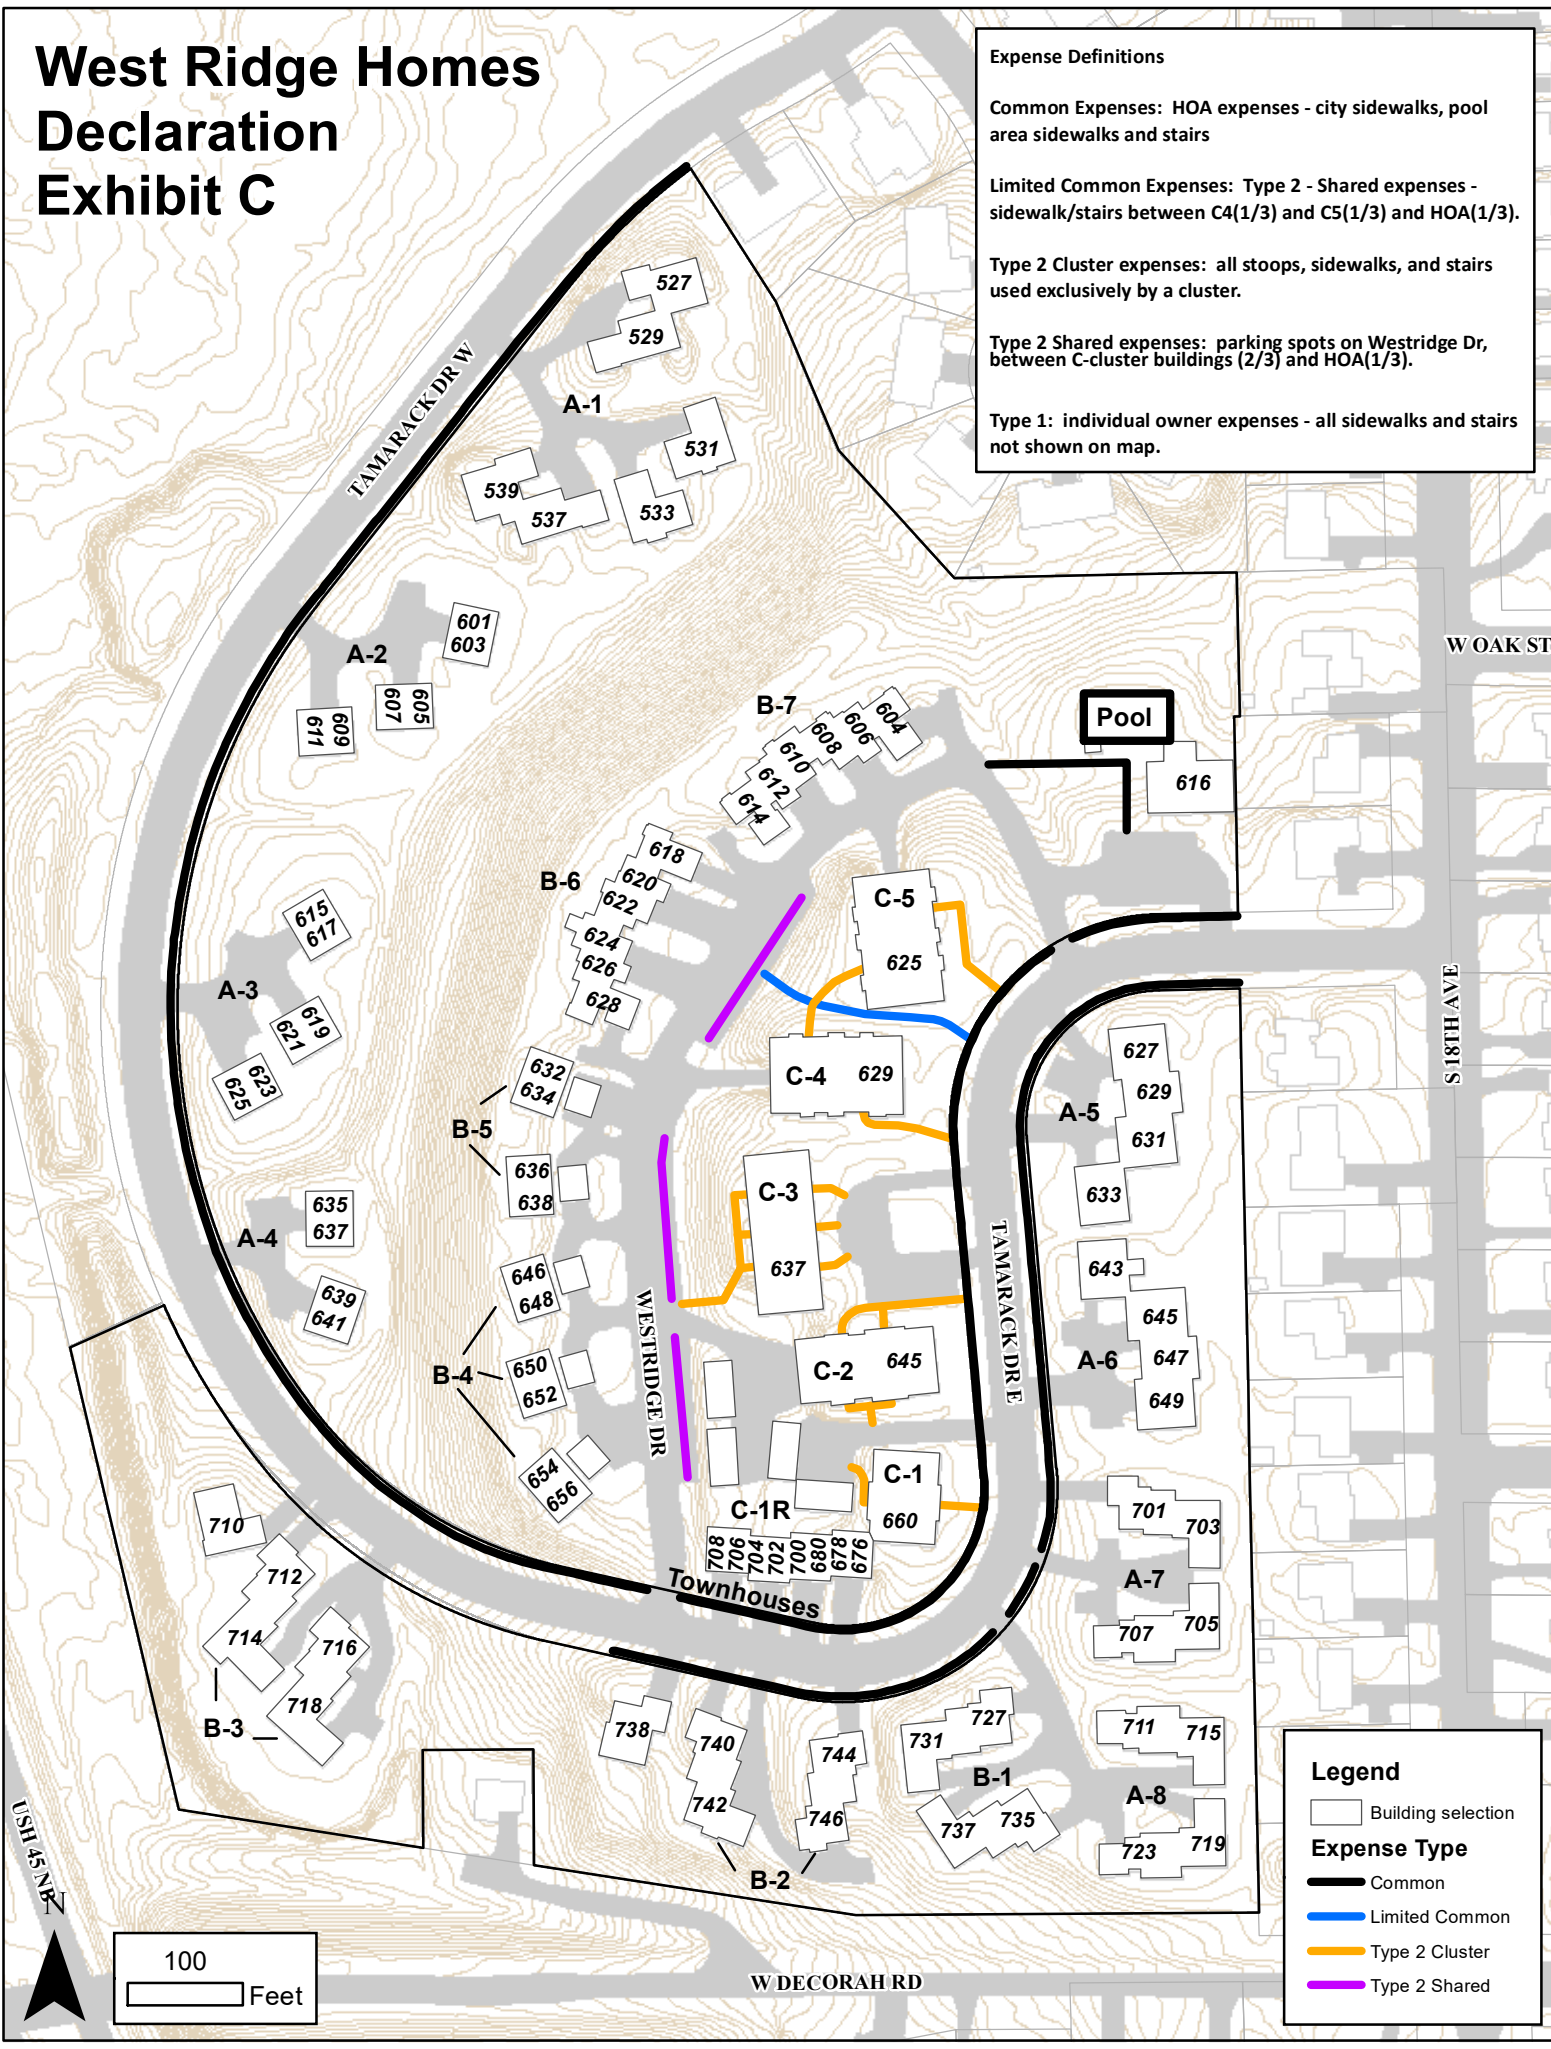 West Ridge Homes
Declaration
Exhibit C
Expense Definitions
Common Expenses: HOA expenses - city sidewalks, pool
area sidewalks and stairs
Limited Common Expenses: Type 2 - Shared expenses -
sidewalk/stairs between C4(1/3) and C5(1/3) and HOA(1/3).
Type 2 Cluster expenses: all stoops, sidewalks, and stairs
used exclusively by a cluster.
Type 2 Shared expenses: parking spots on Westridge Dr,
between C-cluster buildings (2/3) and HOA(1/3).
Type 1: individual owner expenses - all sidewalks and stairs
not shown on map.
TAMARACK DR W
527
529
A-1
531
533
539
537
601
603
A-2
607
605
611
609
W OAK ST
B-7
604
606
608
610
612
614
Pool
616
B-6
618
620
622
624
626
628
C-5
625
615
617
A-3
619
621
623
625
S 18TH AVE
632
634
B-5
636
638
C-4
629
627
629
A-5
631
633
C-3
637
635
637
A-4
639
641
TAMARACK DR E
643
645
A-6
647
649
646
648
B-4
650
652
654
656
WESTRIDGE DR
C-2
645
C-1
660
C-1R
708
706
704
702
700
680
678
676
Townhouses
701
703
A-7
705
707
710
712
714
716
718
B-3
738
740
742
744
746
B-2
727
731
B-1
735
737
711
715
A-8
719
723
USH 45 NB
W DECORAH RD
N
100
Feet
Legend
Building selection
Expense Type
Common
Limited Common
Type 2 Cluster
Type 2 Shared